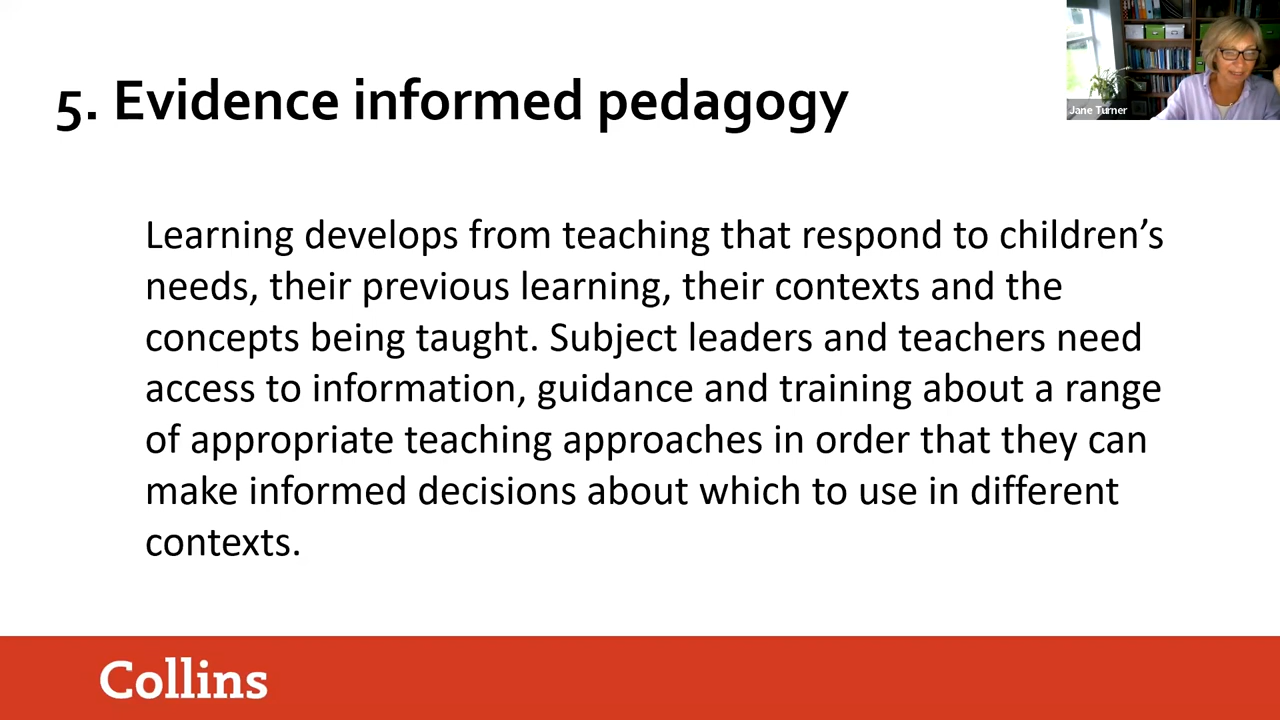 5. Evidence informed pedagogy
Jane Turner
Learning develops from teaching that respond to children’s
needs, their previous learning, their contexts and the
concepts being taught. Subject leaders and teachers need
access to information, guidance and training about a range
of appropriate teaching approaches in order that they can
make informed decisions about which to use in different
contexts.
Collins